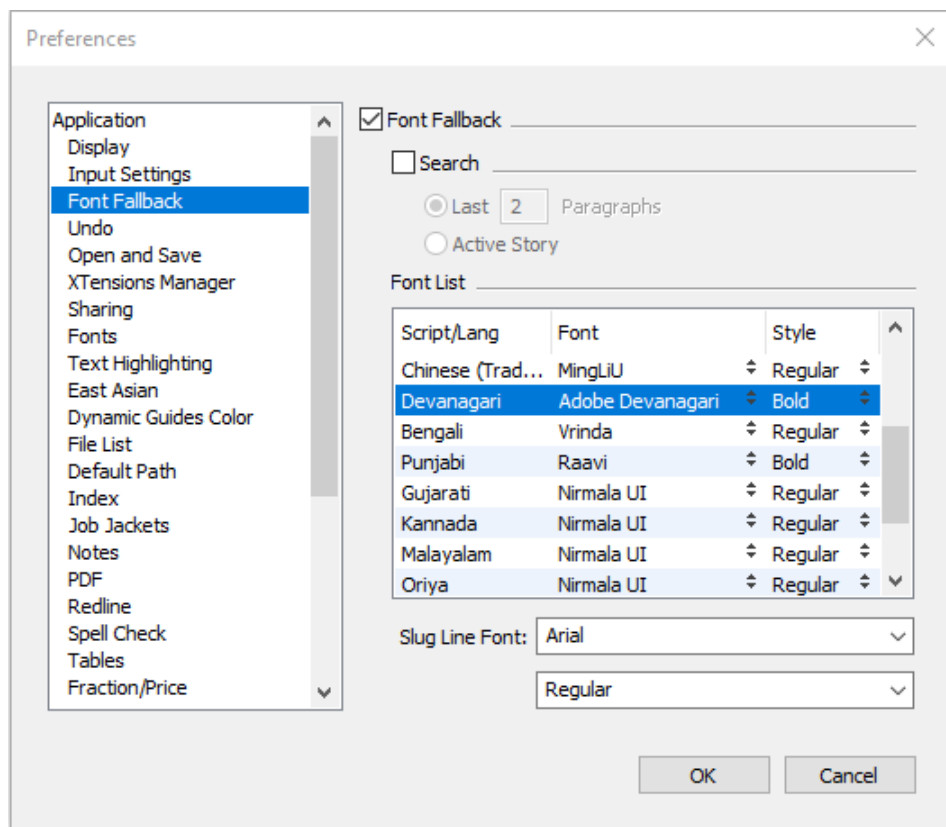 Preferences
Application
Display
Input Settings
Font Fallback
Undo
Open and Save
XTensions Manager
Sharing
Fonts
Text Highlighting
East Asian
Dynamic Guides Color
File List
Default Path
Index
Job Jackets
Notes
PDF
Redline
Spell Check
Tables
Fraction/Price
Font Fallback
Search
Last 2 Paragraphs
Active Story
Font List
Script/Lang Font Style
Chinese (Trad... MingLiU Regular
Devanagari Adobe Devanagari Bold
Bengali Vrinda Regular
Punjabi Raavi Bold
Gujarati Nirmala UI Regular
Kannada Nirmala UI Regular
Malayalam Nirmala UI Regular
Oriya Nirmala UI Regular
Slug Line Font: Arial
Regular
OK Cancel